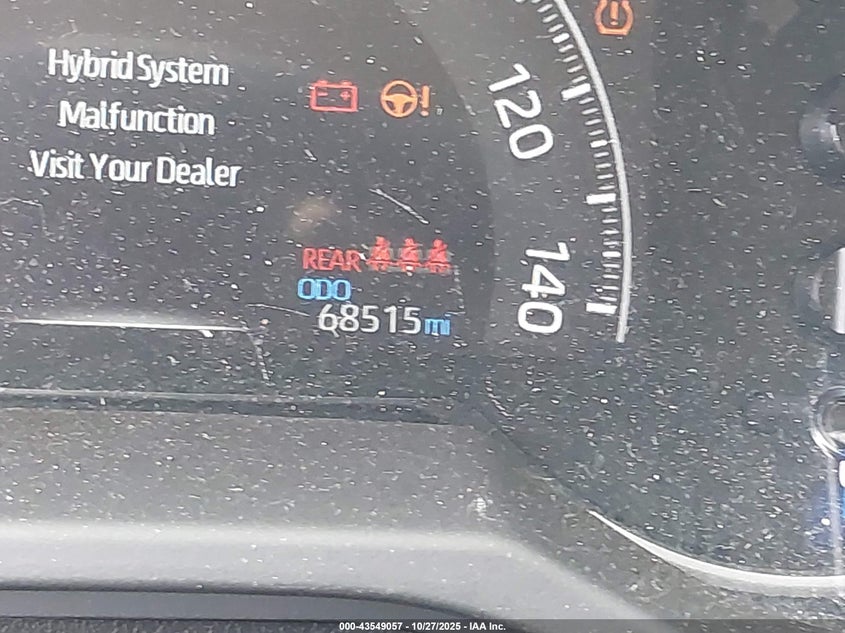 Hybrid System
Malfunction
Visit Your Dealer
120
140
REAR
ODO
68515 mi
000-43549057 - 10/27/2025 - IAA Inc.